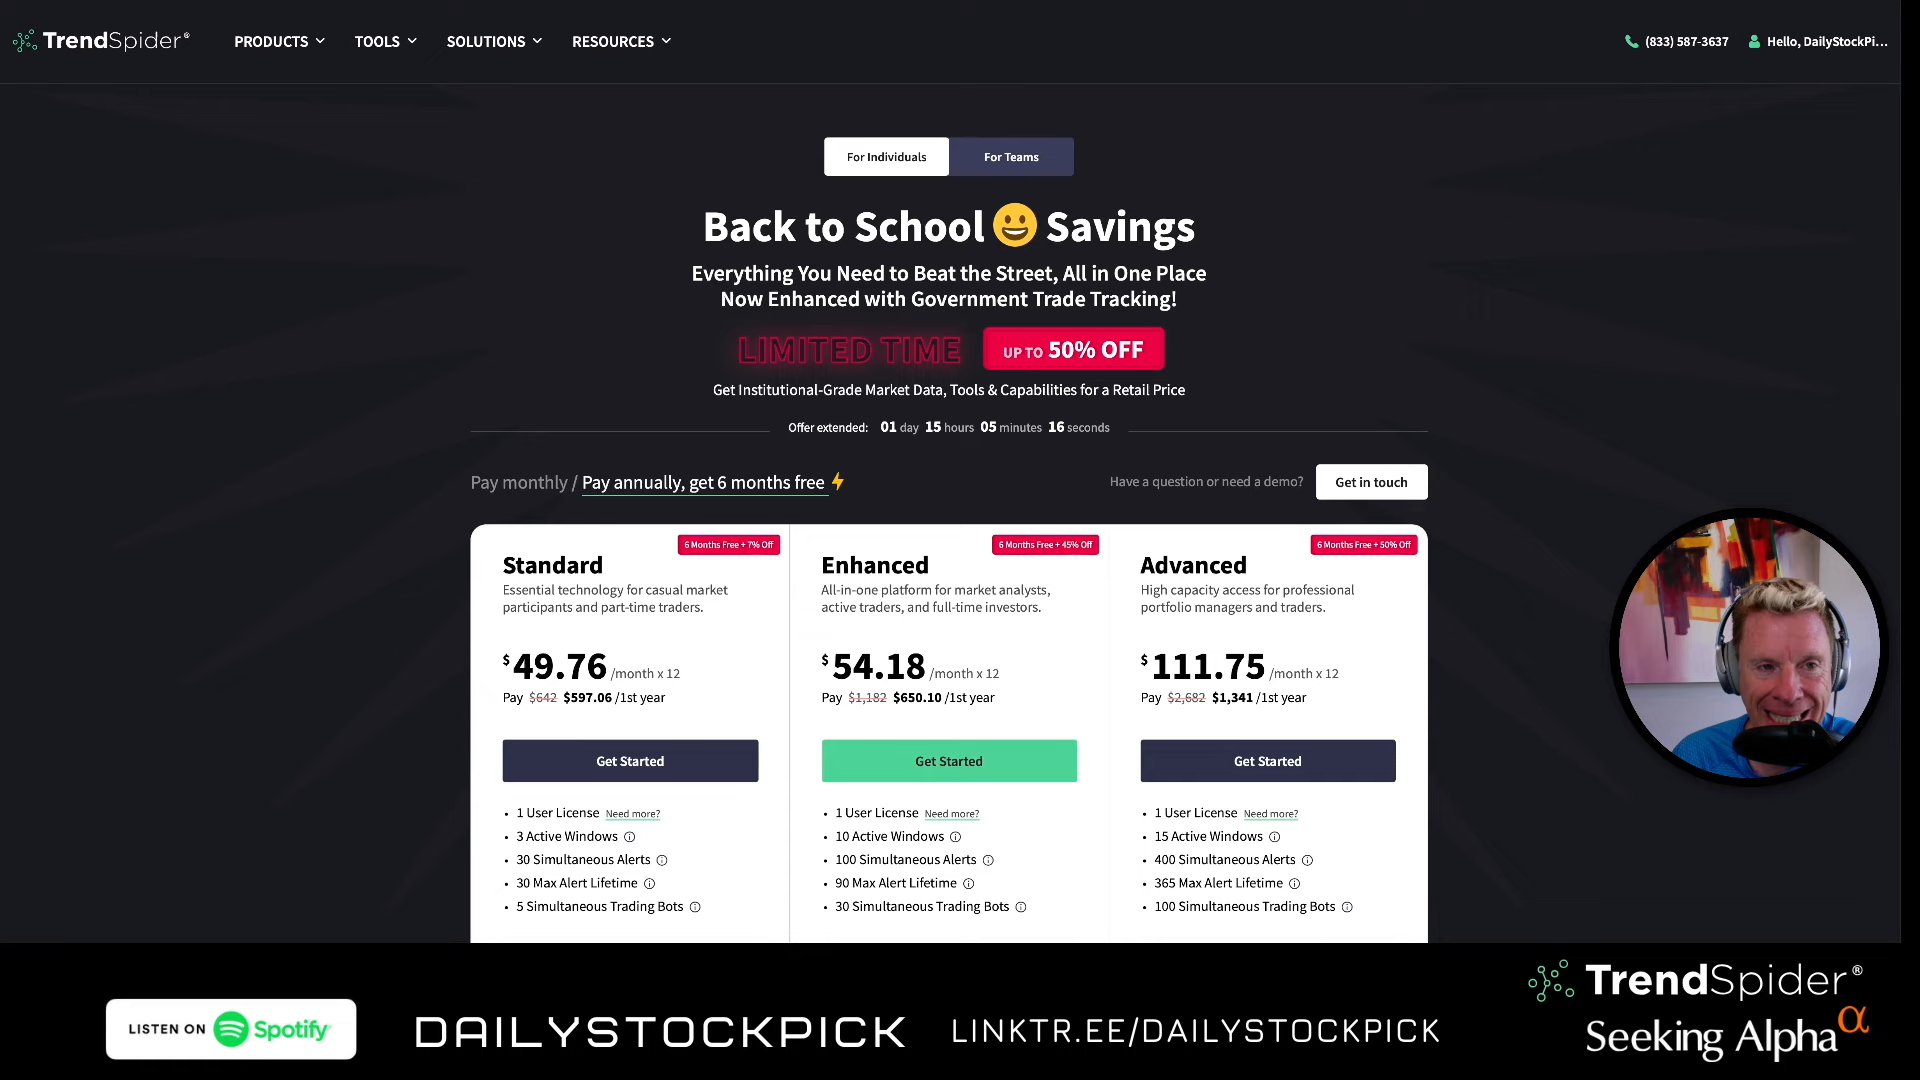 TrendSpider®
PRODUCTS
TOOLS
SOLUTIONS
RESOURCES
(833) 587-3637
Hello, DailyStockPi...
For Individuals
For Teams
Back to School 😀 Savings
Everything You Need to Beat the Street, All in One Place
Now Enhanced with Government Trade Tracking!
LIMITED TIME
UP TO 50% OFF
Get Institutional-Grade Market Data, Tools & Capabilities for a Retail Price
Offer extended: 01 day 15 hours 05 minutes 16 seconds
Pay monthly / Pay annually, get 6 months free ⚡
Have a question or need a demo?
Get in touch
6 Months Free + 7% Off
Standard
Essential technology for casual market
participants and part-time traders.
$49.76 /month x 12
Pay $642 $597.06 /1st year
Get Started
• 1 User License Need more?
• 3 Active Windows
• 30 Simultaneous Alerts
• 30 Max Alert Lifetime
• 5 Simultaneous Trading Bots
6 Months Free + 45% Off
Enhanced
All-in-one platform for market analysts,
active traders, and full-time investors.
$54.18 /month x 12
Pay $1,182 $650.10 /1st year
Get Started
• 1 User License Need more?
• 10 Active Windows
• 100 Simultaneous Alerts
• 90 Max Alert Lifetime
• 30 Simultaneous Trading Bots
6 Months Free + 50% Off
Advanced
High capacity access for professional
portfolio managers and traders.
$111.75 /month x 12
Pay $2,682 $1,341 /1st year
Get Started
• 1 User License Need more?
• 15 Active Windows
• 400 Simultaneous Alerts
• 365 Max Alert Lifetime
• 100 Simultaneous Trading Bots
LISTEN ON Spotify
DAILYSTOCKPICK
LINKTR.EE/DAILYSTOCKPICK
TrendSpider®
Seeking Alpha α